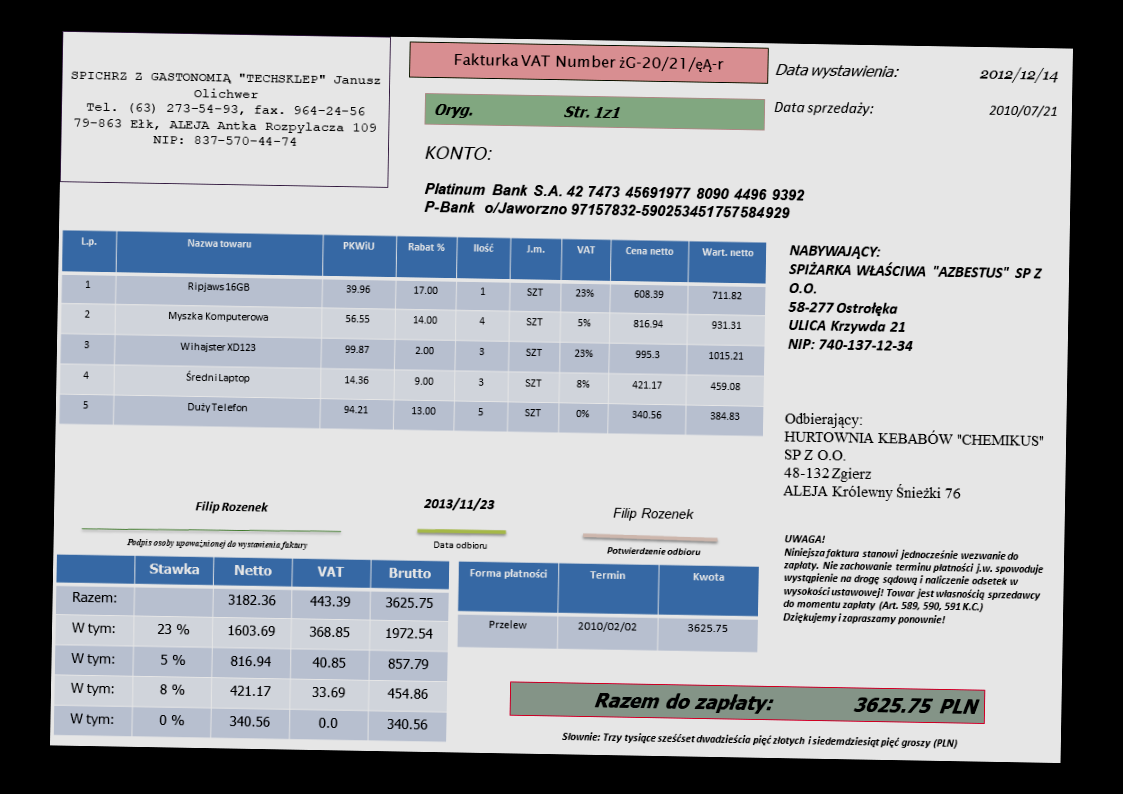 SPICHRZ Z GASTONOMIĄ "TECHSKLEP" Janusz
Olichwer
Tel. (63) 273-54-93, fax. 964-24-56
79-863 Ełk, ALEJA Antka Rozpylacza 109
NIP: 837-570-44-74
Fakturka VAT Number żG-20/21/ęĄ-r
Data wystawienia: 2012/12/14
Oryg. Str. 1z1
Data sprzedaży: 2010/07/21
KONTO:
Platinum Bank S.A. 42 7473 45691977 8090 4496 9392
P-Bank o/Jaworzno 97157832-590253451757584929
L.p. Nazwa towaru PKWiU Rabat % Ilość J.m. VAT Cena netto Wart. netto
1 Ripjaws 16GB 39.96 17.00 1 SZT 23% 608.39 711.82
2 Myszka Komputerowa 56.55 14.00 4 SZT 5% 816.94 931.31
3 Wihajster XD123 99.87 2.00 3 SZT 23% 995.3 1015.21
4 Średni Laptop 14.36 9.00 3 SZT 8% 421.17 459.08
5 Duży Telefon 94.21 13.00 5 SZT 0% 340.56 384.83
NABYWAJĄCY:
SPIŻARKA WŁAŚCIWA "AZBESTUS" SP Z
O.O.
58-277 Ostrołęka
ULICA Krzywda 21
NIP: 740-137-12-34
Odbierający:
HURTOWNIA KEBABÓW "CHEMIKUS"
SP Z O.O.
48-132 Zgierz
ALEJA Królewny Śnieżki 76
Filip Rozenek
Podpis osoby upoważnionej do wystawienia faktury
2013/11/23
Data odbioru
Filip Rozenek
Potwierdzenie odbioru
UWAGA!
Niniejsza faktura stanowi jednocześnie wezwanie do
zapłaty. Nie zachowanie terminu płatności j.w. spowoduje
wystąpienie na drogę sądową i naliczenie odsetek w
wysokości ustawowej! Towar jest własnością sprzedawcy
do momentu zapłaty (Art. 589, 590, 591 K.C.)
Dziękujemy i zapraszamy ponownie!
Stawka Netto VAT Brutto
Razem: 3182.36 443.39 3625.75
W tym: 23 % 1603.69 368.85 1972.54
W tym: 5 % 816.94 40.85 857.79
W tym: 8 % 421.17 33.69 454.86
W tym: 0 % 340.56 0.0 340.56
Forma płatności Termin Kwota
Przelew 2010/02/02 3625.75
Razem do zapłaty: 3625.75 PLN
Słownie: Trzy tysiące sześćset dwadzieścia pięć złotych i siedemdziesiąt pięć groszy (PLN)